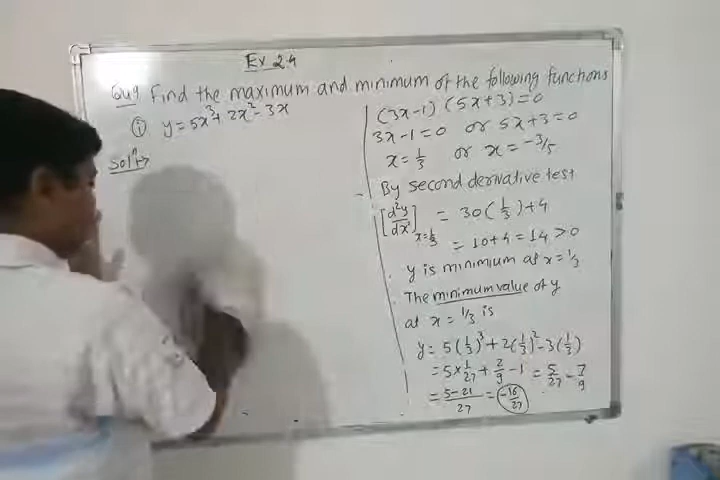 Ex 2.4
Qu4 Find the maximum and minimum of the following functions
(i) y = 5x³ + 2x² - 3x
Solⁿ→
(3x-1) (5x+3) = 0
3x-1=0 or 5x+3=0
x = 1/3 or x = -3/5
By second derivative test
[d²y/dx²]x=1/3 = 30(1/3)+4
= 10+4 = 14 > 0
y is minimium at x = 1/3
The minimum value of y
at x = 1/3 is
y = 5(1/3)³ + 2(1/3)² - 3(1/3)
= 5 × 1/27 + 2/9 - 1 = 5/27 - 7/9
= 5-21/27 = -16/27